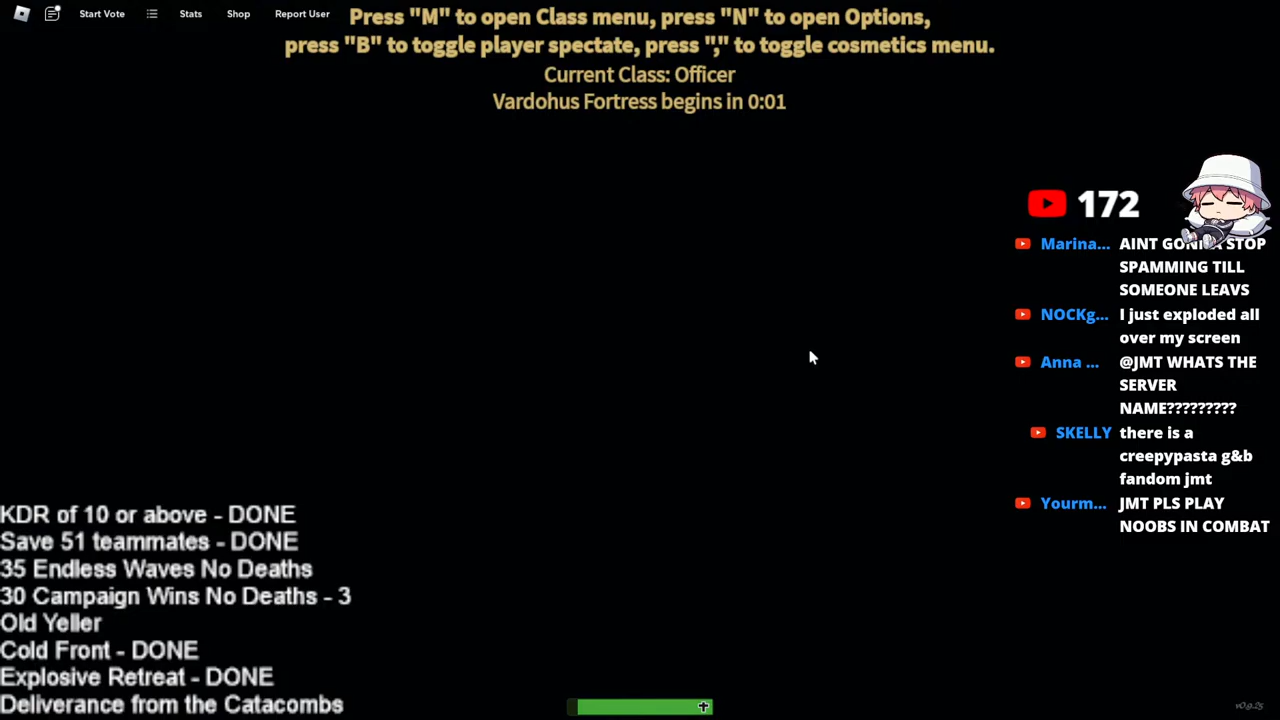 Start Vote
Stats
Shop
Report User
Press "M" to open Class menu, press "N" to open Options,
press "B" to toggle player spectate, press "," to toggle cosmetics menu.
Current Class: Officer
Vardohus Fortress begins in 0:01
172
Marina... AINT GONNA STOP
SPAMMING TILL
SOMEONE LEAVS
NOCKg... I just exploded all
over my screen
Anna ... @JMT WHATS THE
SERVER
NAME?????????
SKELLY there is a
creepypasta g&b
fandom jmt
Yourm... JMT PLS PLAY
NOOBS IN COMBAT
KDR of 10 or above - DONE
Save 51 teammates - DONE
35 Endless Waves No Deaths
30 Campaign Wins No Deaths - 3
Old Yeller
Cold Front - DONE
Explosive Retreat - DONE
Deliverance from the Catacombs